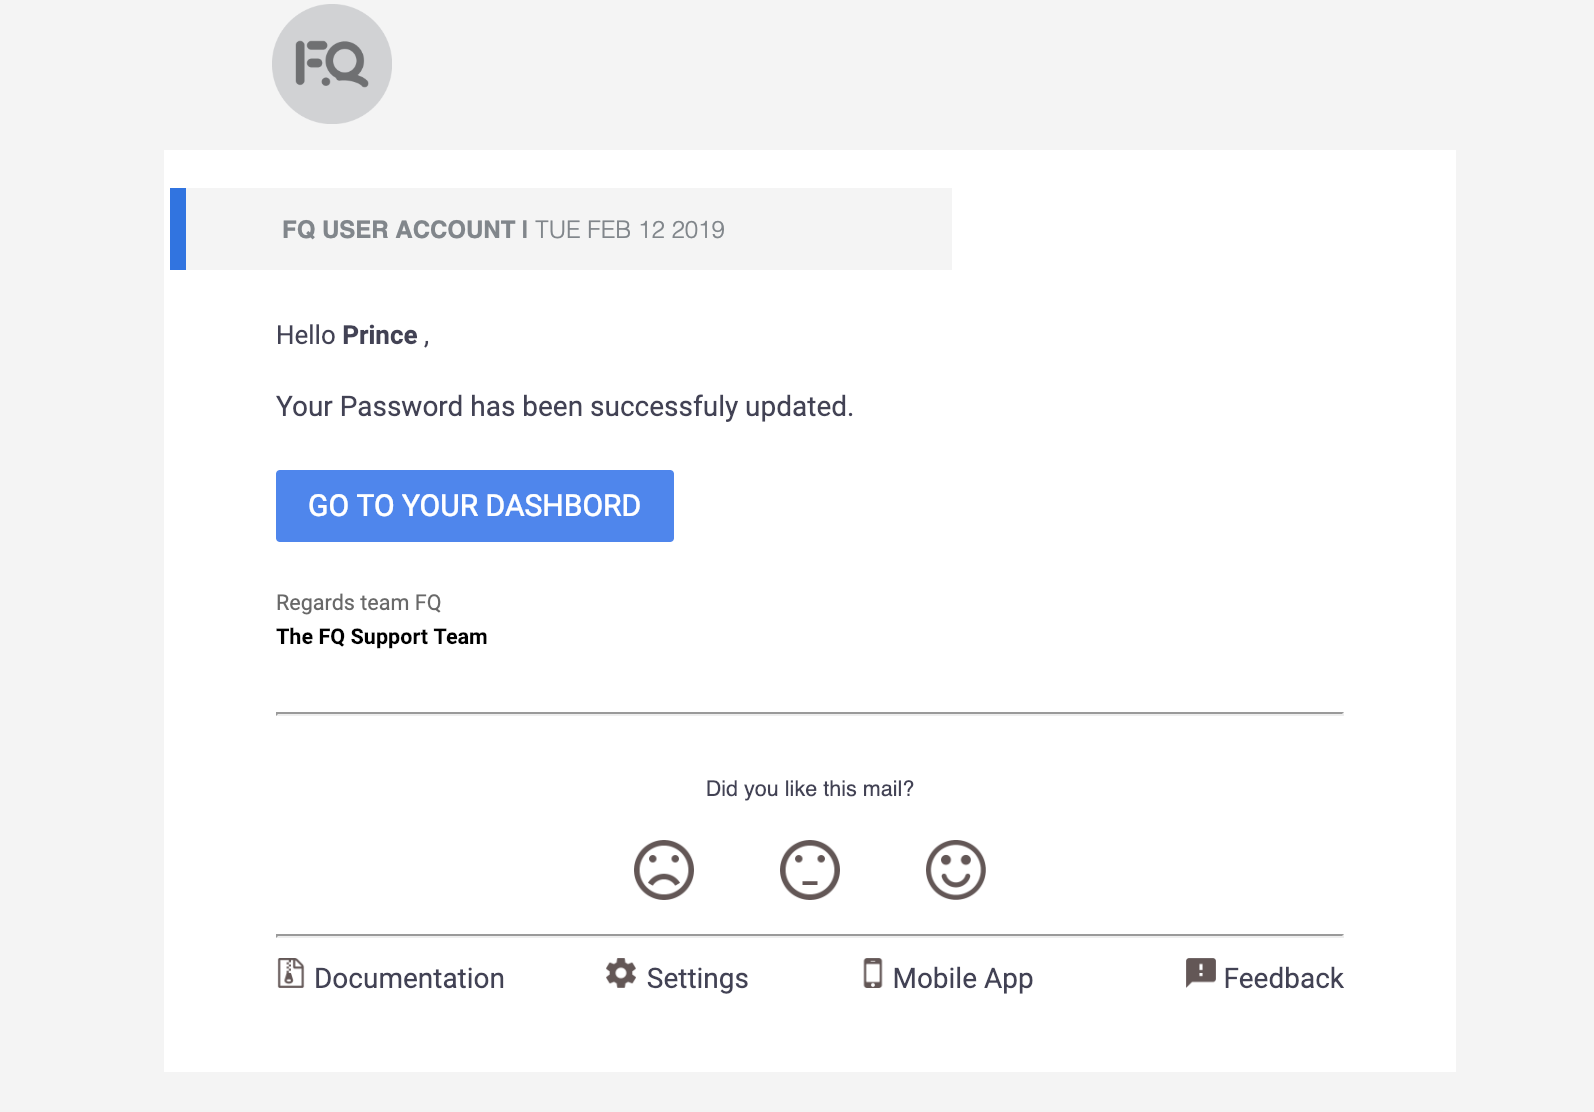 FQ
FQ USER ACCOUNT | TUE FEB 12 2019
Hello Prince ,
Your Password has been successfuly updated.
GO TO YOUR DASHBORD
Regards team FQ
The FQ Support Team
Did you like this mail?
Documentation Settings Mobile App Feedback